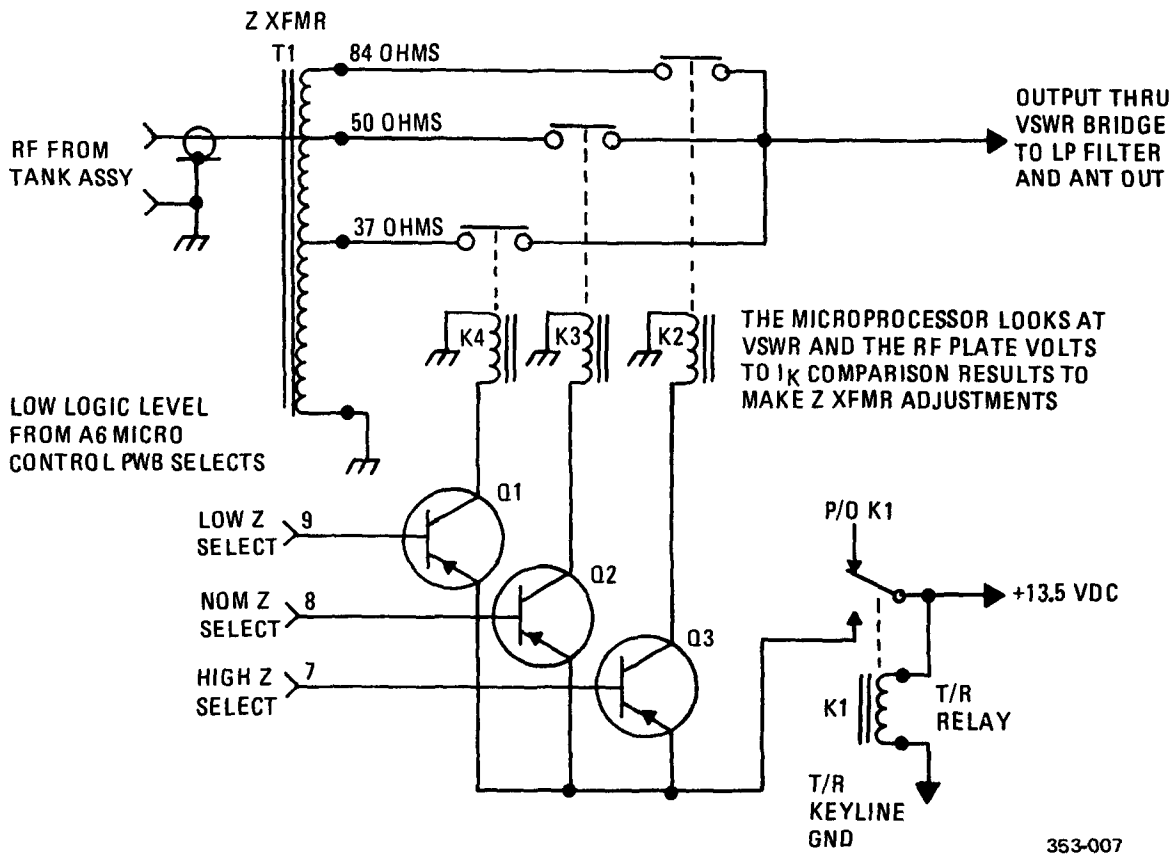 Z XFMR
T1
84 OHMS
50 OHMS
37 OHMS
RF FROM
TANK ASSY
OUTPUT THRU
VSWR BRIDGE
TO LP FILTER
AND ANT OUT
K4
K3
K2
THE MICROPROCESSOR LOOKS AT
VSWR AND THE RF PLATE VOLTS
TO IK COMPARISON RESULTS TO
MAKE Z XFMR ADJUSTMENTS
LOW LOGIC LEVEL
FROM A6 MICRO
CONTROL PWB SELECTS
LOW Z
SELECT
9
Q1
NOM Z
SELECT
8
Q2
HIGH Z
SELECT
7
Q3
P/O K1
+13.5 VDC
K1
T/R
RELAY
T/R
KEYLINE
GND
353-007